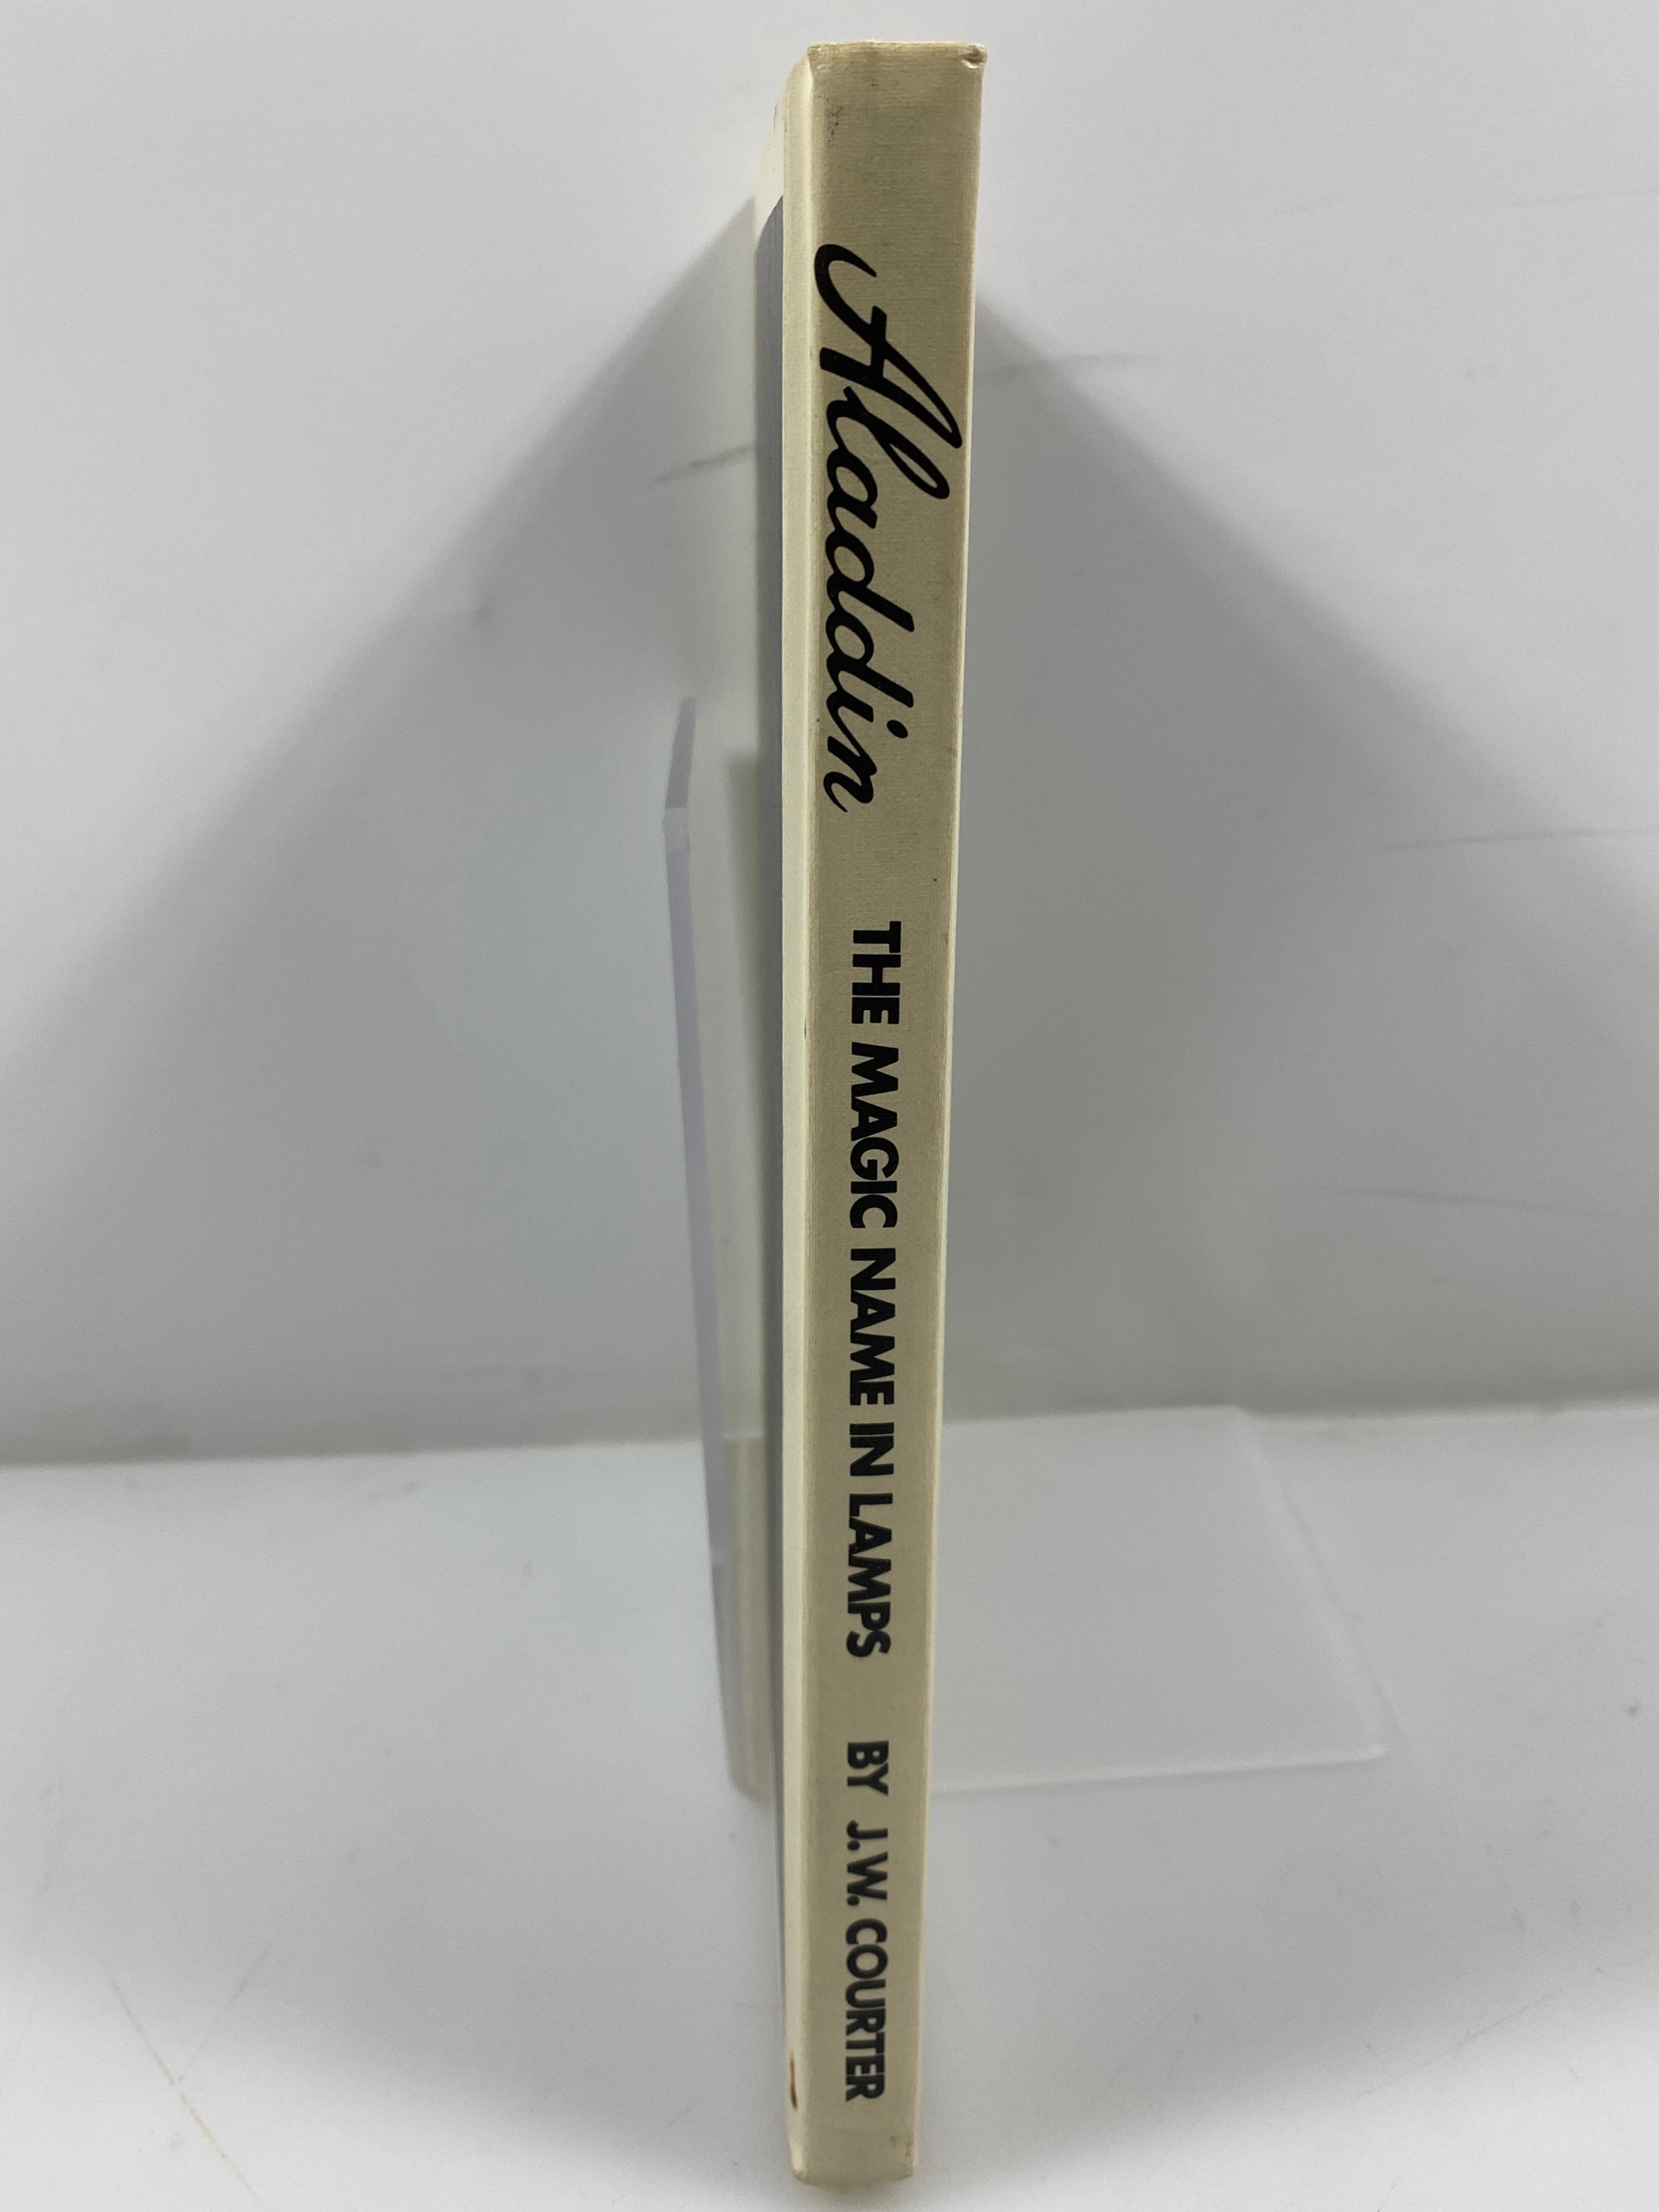 Aladdin THE MAGIC NAME IN LAMPS BY J.W. COURTER